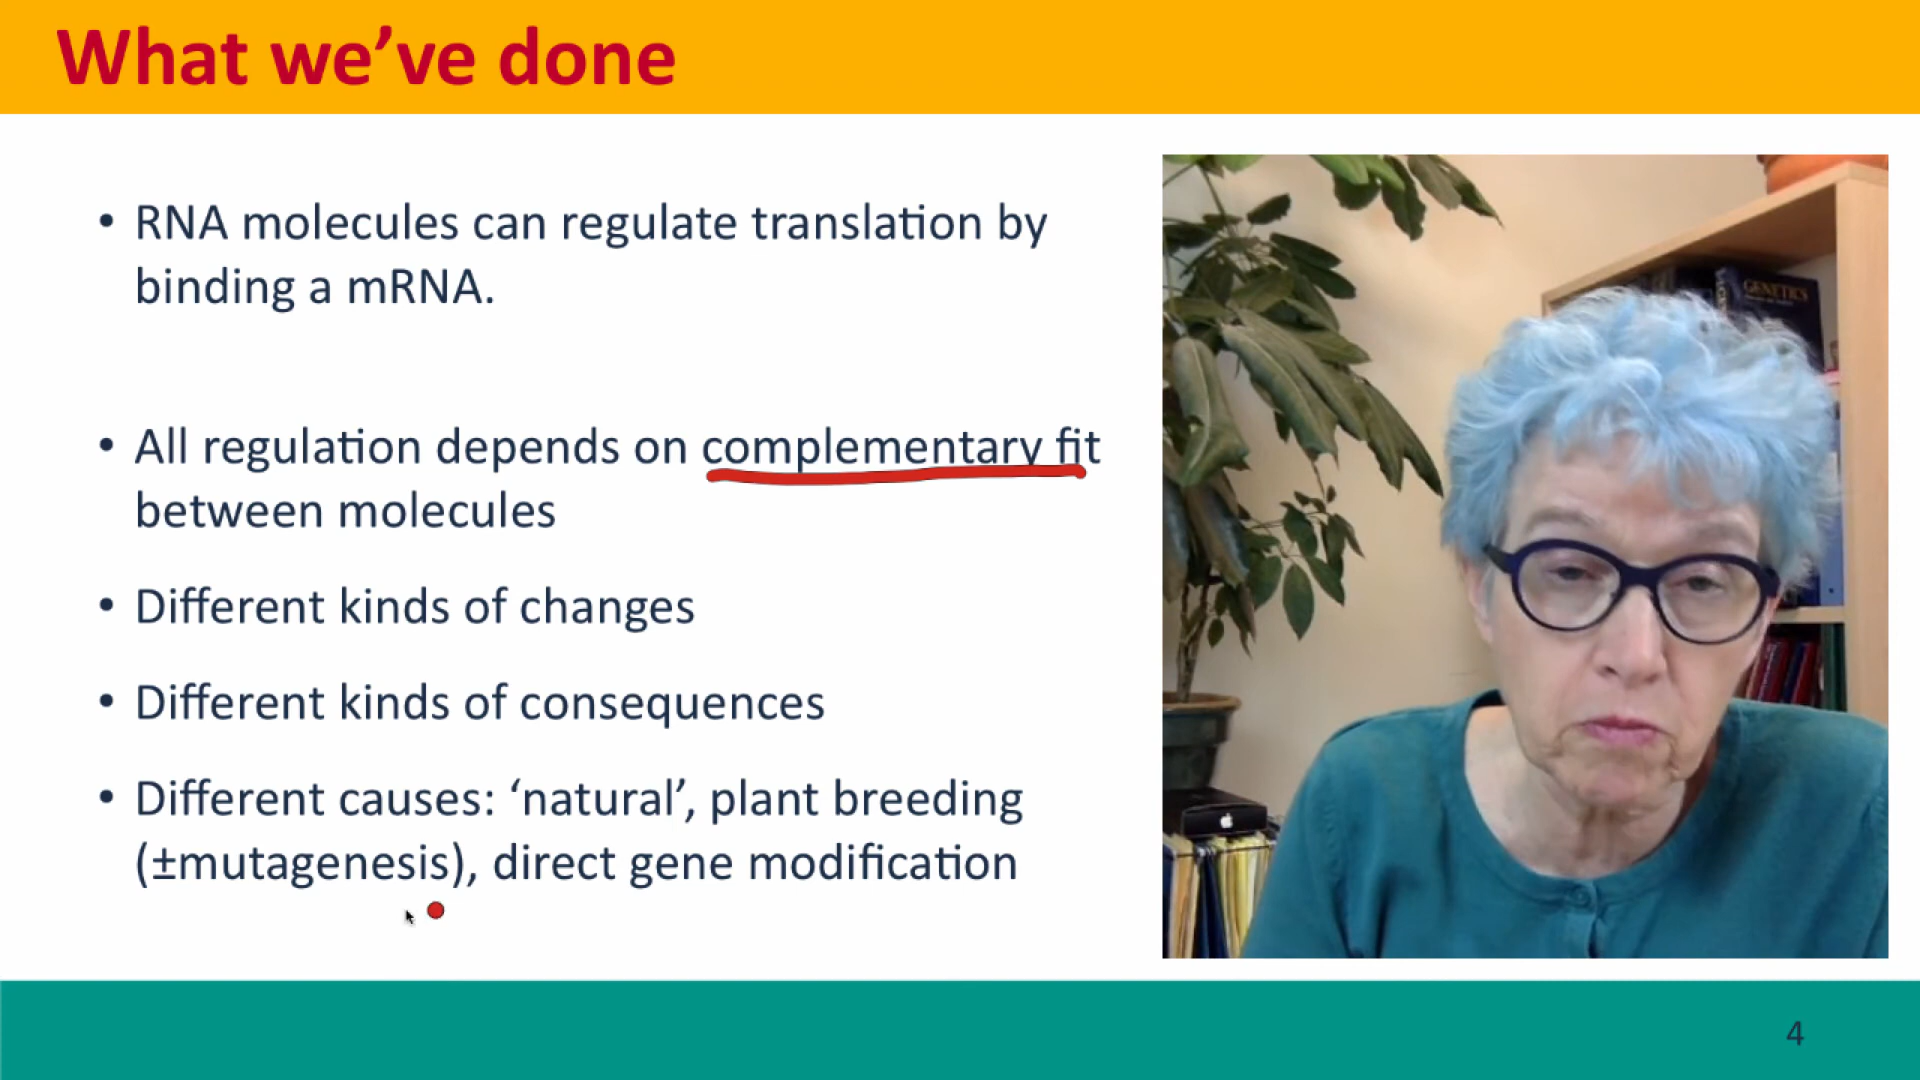 What we’ve done
• RNA molecules can regulate translation by
binding a mRNA.
• All regulation depends on complementary fit
between molecules
• Different kinds of changes
• Different kinds of consequences
• Different causes: ‘natural’, plant breeding
(±mutagenesis), direct gene modification
GENETICS
4